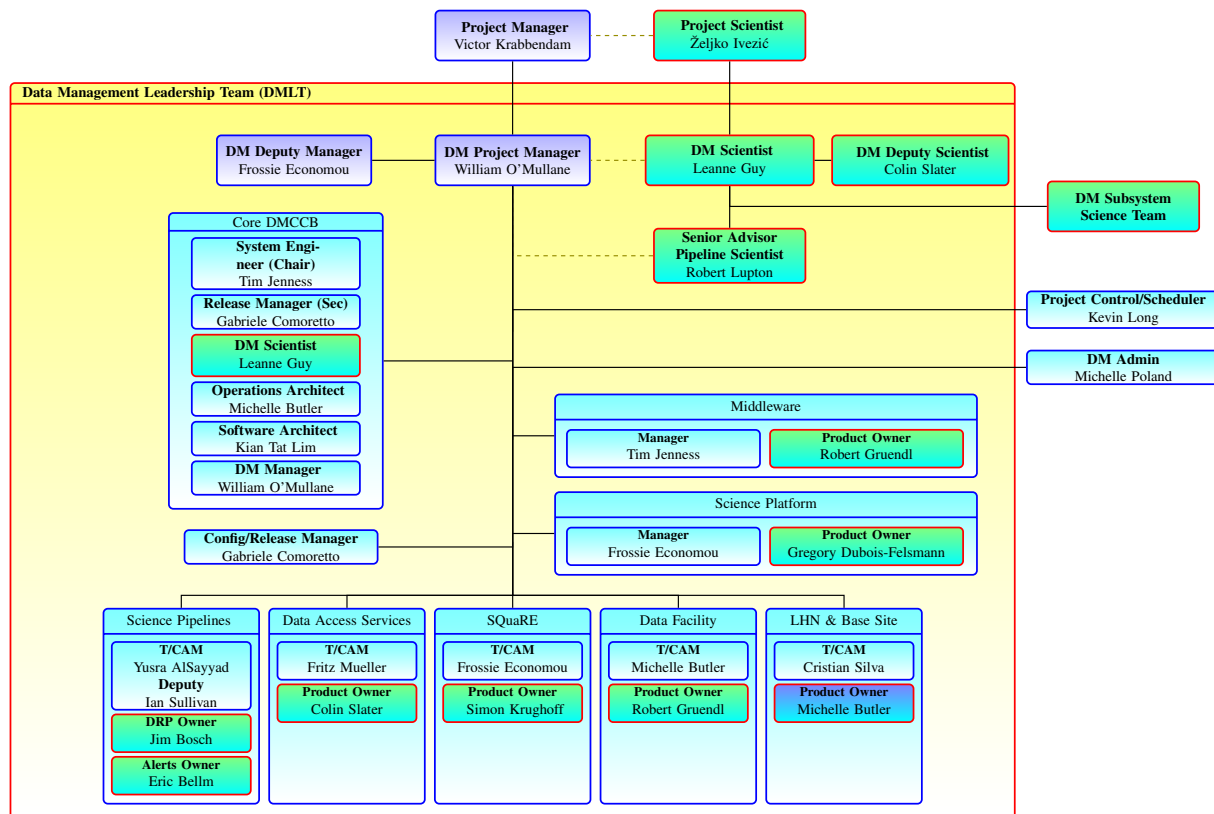 Project Manager
Victor Krabbendam
Project Scientist
Željko Ivezić
Data Management Leadership Team (DMLT)
DM Deputy Manager
Frossie Economou
DM Project Manager
William O'Mullane
DM Scientist
Leanne Guy
DM Deputy Scientist
Colin Slater
DM Subsystem
Science Team
Senior Advisor
Pipeline Scientist
Robert Lupton
Core DMCCB
System Engi-
neer (Chair)
Tim Jenness
Release Manager (Sec)
Gabriele Comoretto
DM Scientist
Leanne Guy
Operations Architect
Michelle Butler
Software Architect
Kian Tat Lim
DM Manager
William O'Mullane
Project Control/Scheduler
Kevin Long
DM Admin
Michelle Poland
Middleware
Manager
Tim Jenness
Product Owner
Robert Gruendl
Science Platform
Manager
Frossie Economou
Product Owner
Gregory Dubois-Felsmann
Config/Release Manager
Gabriele Comoretto
Science Pipelines
T/CAM
Yusra AlSayyad
Deputy
Ian Sullivan
DRP Owner
Jim Bosch
Alerts Owner
Eric Bellm
Data Access Services
T/CAM
Fritz Mueller
Product Owner
Colin Slater
SQuaRE
T/CAM
Frossie Economou
Product Owner
Simon Krughoff
Data Facility
T/CAM
Michelle Butler
Product Owner
Robert Gruendl
LHN & Base Site
T/CAM
Cristian Silva
Product Owner
Michelle Butler